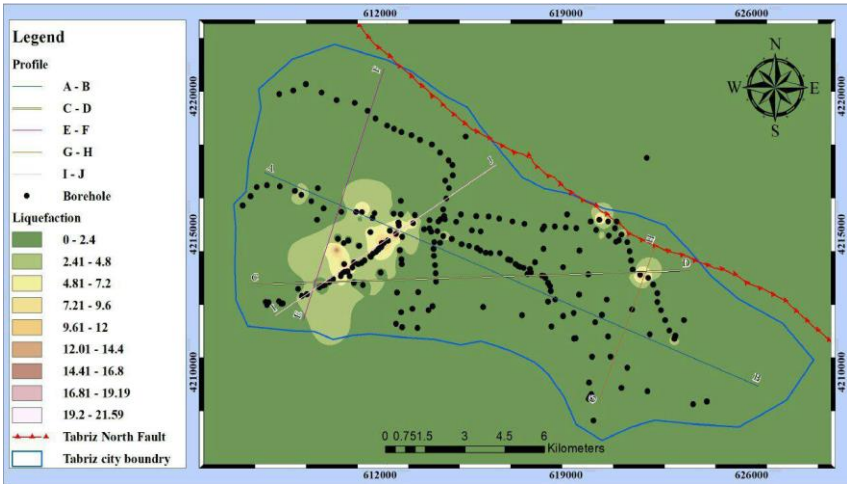 Legend
Profile
A - B
C - D
E - F
G - H
I - J
Borehole
Liquefaction
0 - 2.4
2.41 - 4.8
4.81 - 7.2
7.21 - 9.6
9.61 - 12
12.01 - 14.4
14.41 - 16.8
16.81 - 19.19
19.2 - 21.59
Tabriz North Fault
Tabriz city boundry
612000 619000 626000
4220000 4220000
4215000 4215000
4210000 4210000
N
W E
S
A
C
D
E
H
B
0 0.75 1.5 3 4.5 6
Kilometers
612000 619000 626000